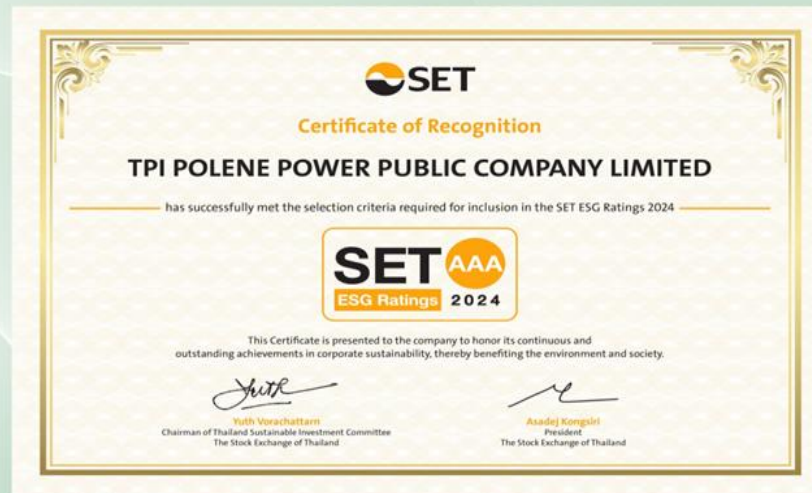 SET
Certificate of Recognition
TPI POLENE POWER PUBLIC COMPANY LIMITED
has successfully met the selection criteria required for inclusion in the SET ESG Ratings 2024
SET AAA
ESG Ratings 2024
This Certificate is presented to the company to honor its continuous and
outstanding achievements in corporate sustainability, thereby benefiting the environment and society.
Yuth Vorachattarn
Chairman of Thailand Sustainable Investment Committee
The Stock Exchange of Thailand
Asadej Kongsiri
President
The Stock Exchange of Thailand